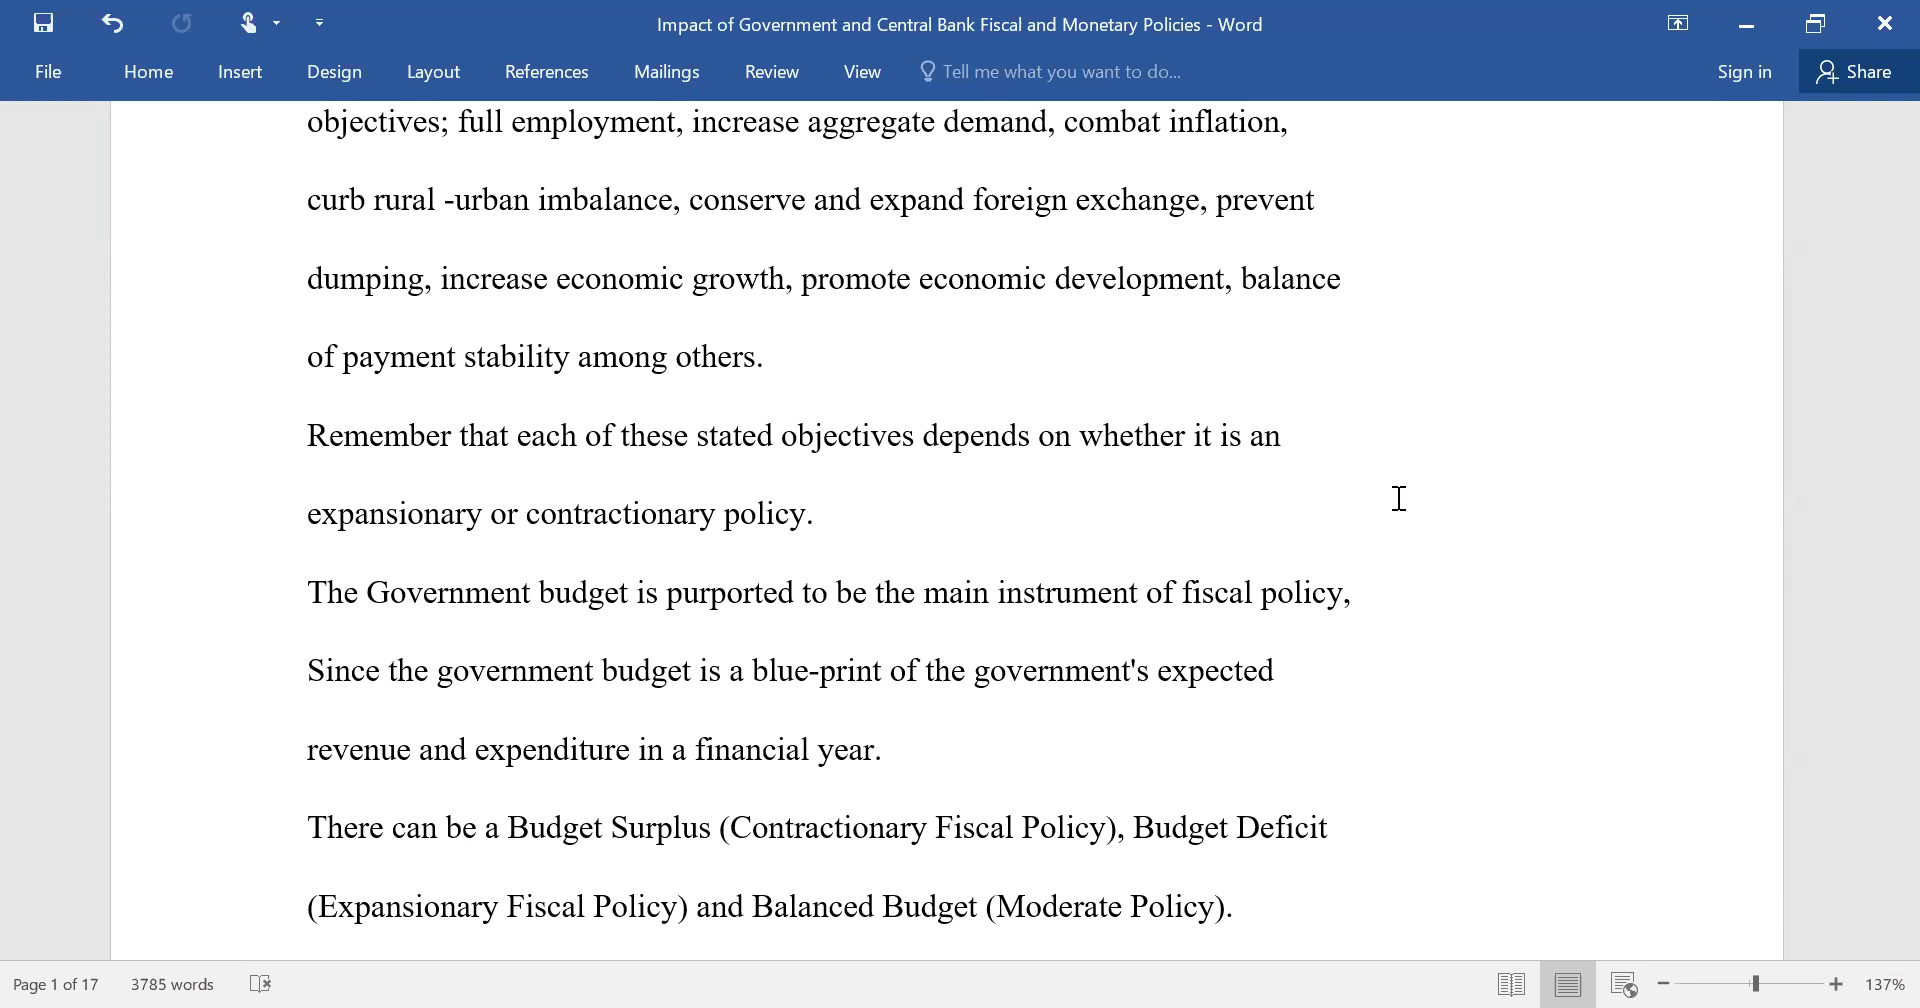 Impact of Government and Central Bank Fiscal and Monetary Policies - Word
File Home Insert Design Layout References Mailings Review View Tell me what you want to do... Sign in Share
objectives; full employment, increase aggregate demand, combat inflation,
curb rural -urban imbalance, conserve and expand foreign exchange, prevent
dumping, increase economic growth, promote economic development, balance
of payment stability among others.
Remember that each of these stated objectives depends on whether it is an
expansionary or contractionary policy.
The Government budget is purported to be the main instrument of fiscal policy,
Since the government budget is a blue-print of the government's expected
revenue and expenditure in a financial year.
There can be a Budget Surplus (Contractionary Fiscal Policy), Budget Deficit
(Expansionary Fiscal Policy) and Balanced Budget (Moderate Policy).
Page 1 of 17 3785 words 137%